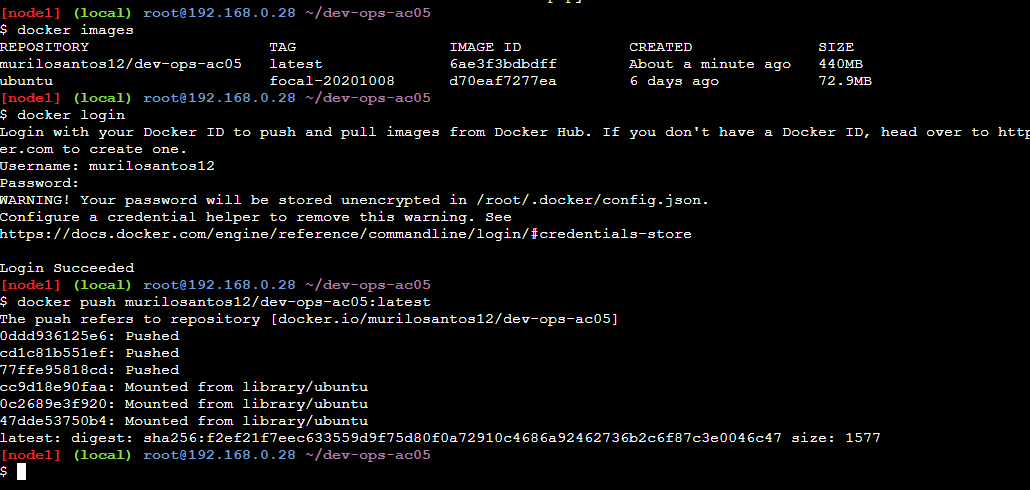 [node1] (local) root@192.168.0.28 ~/dev-ops-ac05
$ docker images
REPOSITORY                    TAG                 IMAGE ID            CREATED              SIZE
murilosantos12/dev-ops-ac05   latest              6ae3f3bdbdff        About a minute ago   440MB
ubuntu                        focal-20201008      d70eaf7277ea        6 days ago           72.9MB
[node1] (local) root@192.168.0.28 ~/dev-ops-ac05
$ docker login
Login with your Docker ID to push and pull images from Docker Hub. If you don't have a Docker ID, head over to http
er.com to create one.
Username: murilosantos12
Password:
WARNING! Your password will be stored unencrypted in /root/.docker/config.json.
Configure a credential helper to remove this warning. See
https://docs.docker.com/engine/reference/commandline/login/#credentials-store
Login Succeeded
[node1] (local) root@192.168.0.28 ~/dev-ops-ac05
$ docker push murilosantos12/dev-ops-ac05:latest
The push refers to repository [docker.io/murilosantos12/dev-ops-ac05]
0ddd936125e6: Pushed
cd1c81b551ef: Pushed
77ffe95818cd: Pushed
cc9d18e90faa: Mounted from library/ubuntu
0c2689e3f920: Mounted from library/ubuntu
47dde53750b4: Mounted from library/ubuntu
latest: digest: sha256:f2ef21f7eec633559d9f75d80f0a72910c4686a92462736b2c6f87c3e0046c47 size: 1577
[node1] (local) root@192.168.0.28 ~/dev-ops-ac05
$